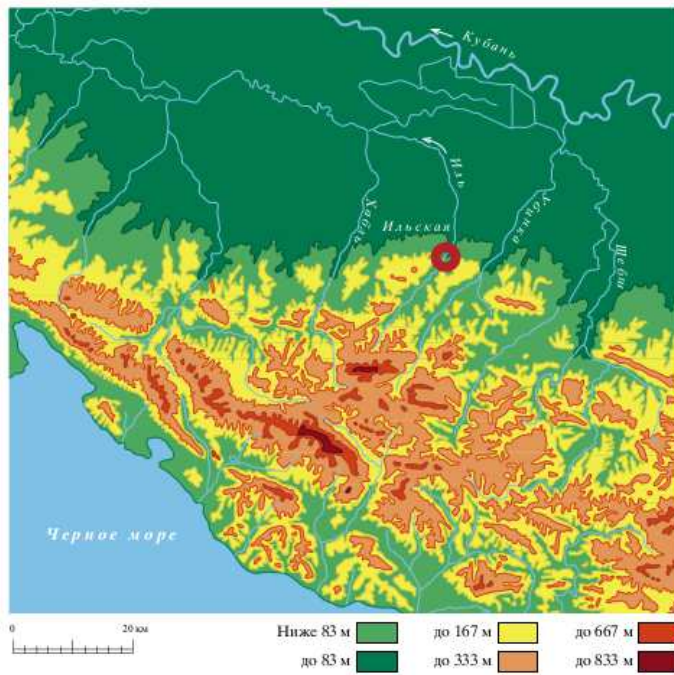 Кубань
Иль
Хабль
Ильская
Убинка
Шебш
Черное море
0 20 км
Ниже 83 м до 167 м до 667 м
до 83 м до 333 м до 833 м